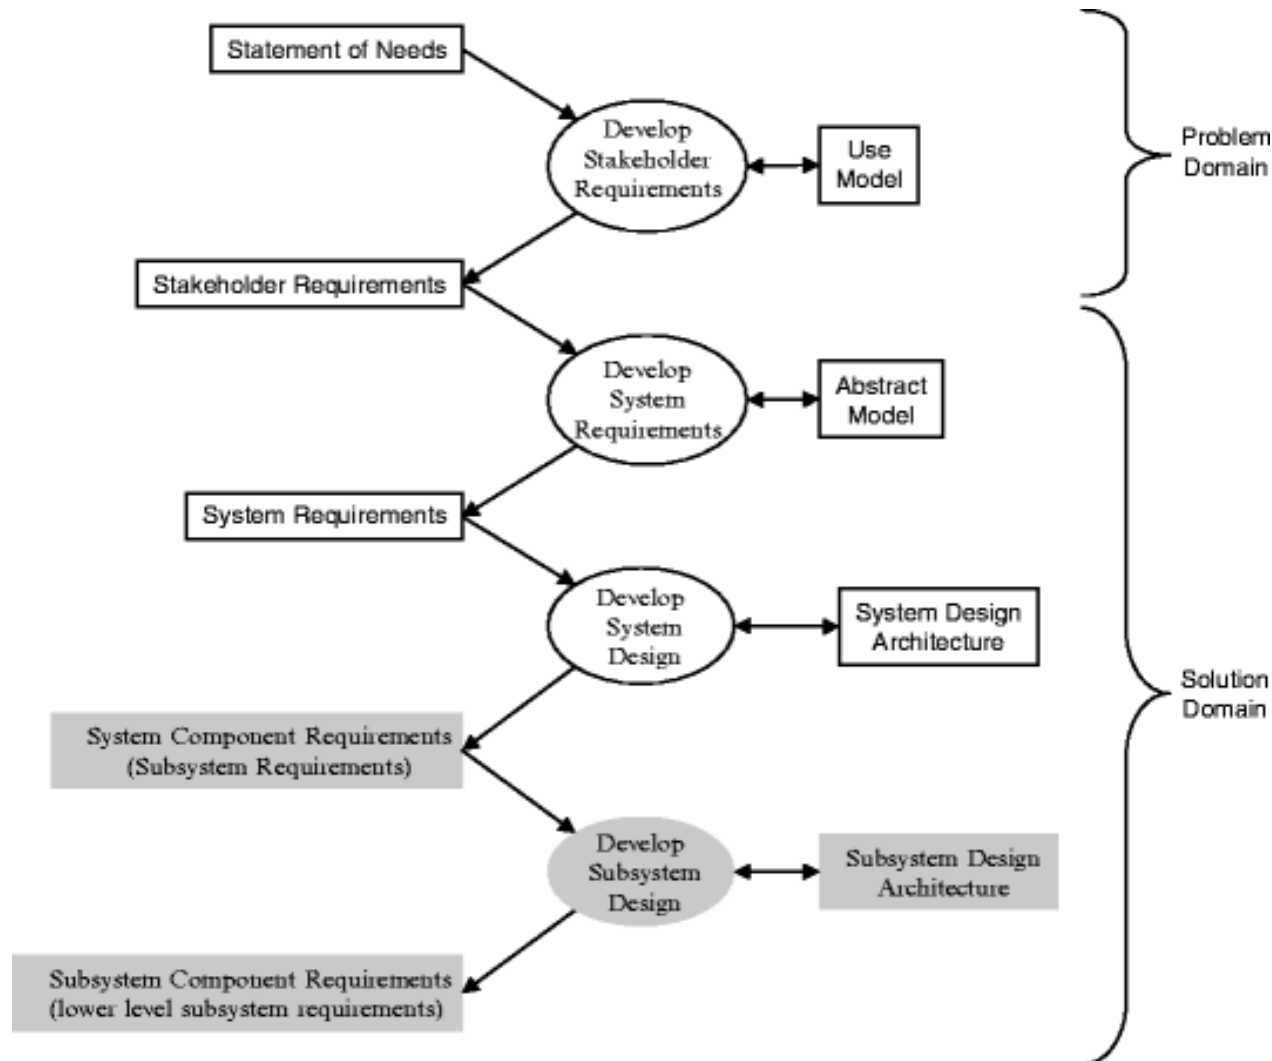 Statement of Needs
Develop
Stakeholder
Requirements
Use
Model
Problem
Domain
Stakeholder Requirements
Develop
System
Requirements
Abstract
Model
System Requirements
Develop
System
Design
System Design
Architecture
Solution
Domain
System Component Requirements
(Subsystem Requirements)
Develop
Subsystem
Design
Subsystem Design
Architecture
Subsystem Component Requirements
(lower level subsystem requirements)